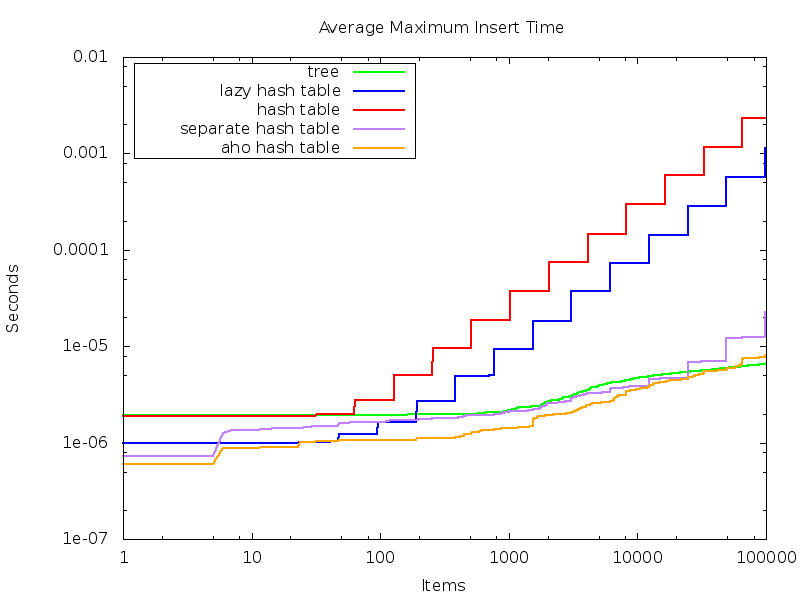 Average Maximum Insert Time
0.01
tree
lazy hash table
hash table
separate hash table
aho hash table
0.001
0.0001
1e-05
1e-06
1e-07
Seconds
1 10 100 1000 10000 100000
Items